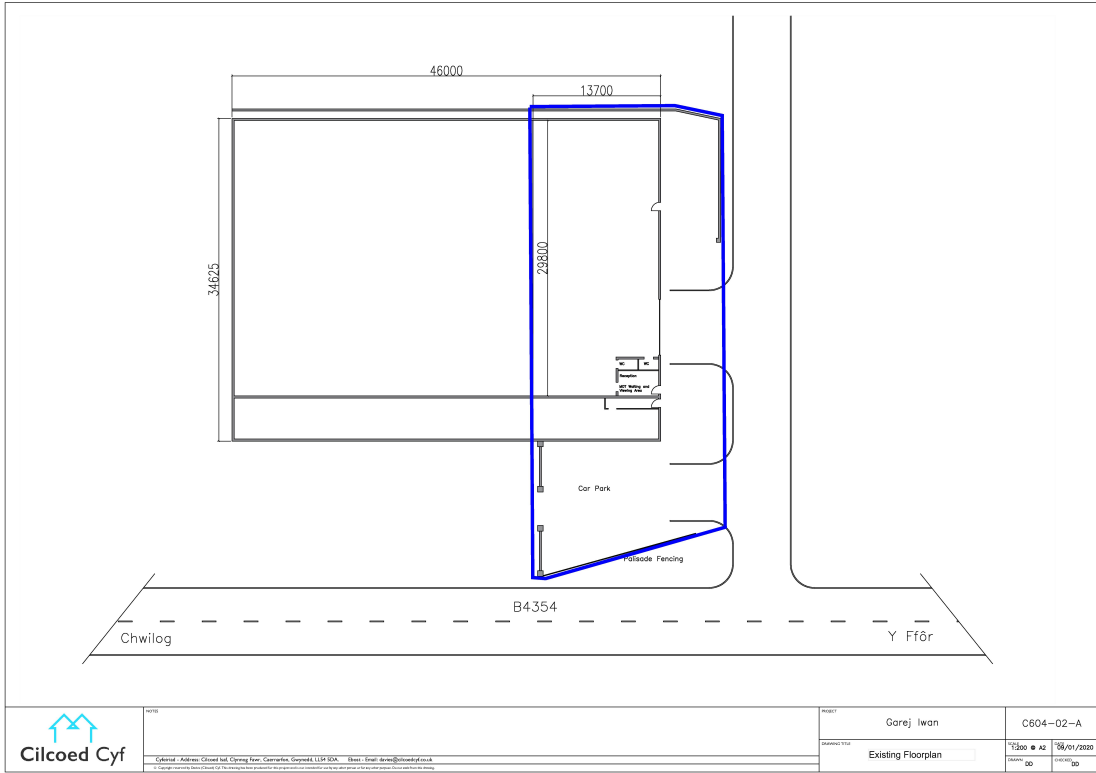 46000
13700
34625
29800
WC
WC
Reception
MOT Waiting and
Viewing Area
Car Park
Palisade Fencing
B4354
Chwilog
Y Ffôr
Cilcoed Cyf
NOTES
Cyfeiriad - Address: Cilcoed Isaf, Clynnog Fawr, Caernarfon, Gwynedd, LL54 5DA. Ebost - Email: davies@cilcoedcyf.co.uk
PROJECT
Garej Iwan
C604-02-A
DRAWING TITLE
Existing Floorplan
SCALE
1:200 @ A2
DATE
09/01/2020
DRAWN
DD
CHECKED
DD